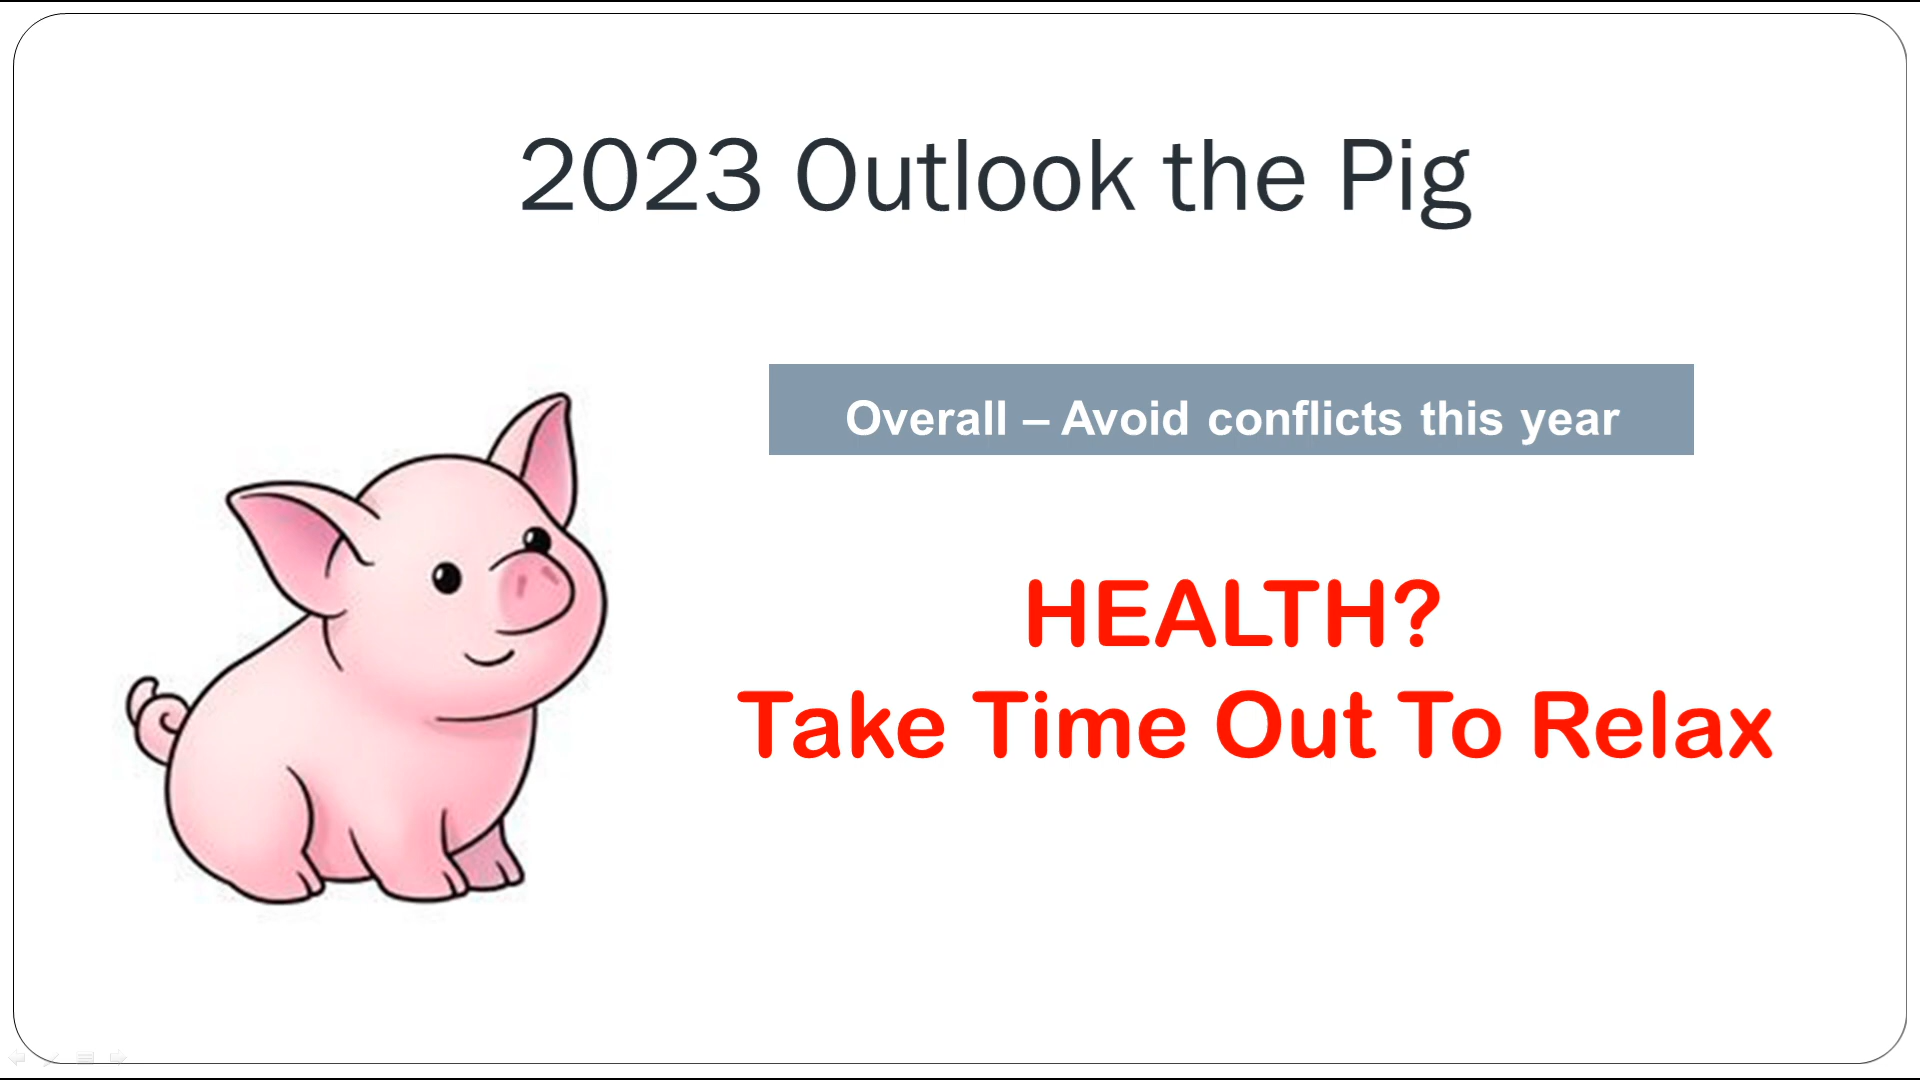 2023 Outlook the Pig
Overall – Avoid conflicts this year
HEALTH?
Take Time Out To Relax